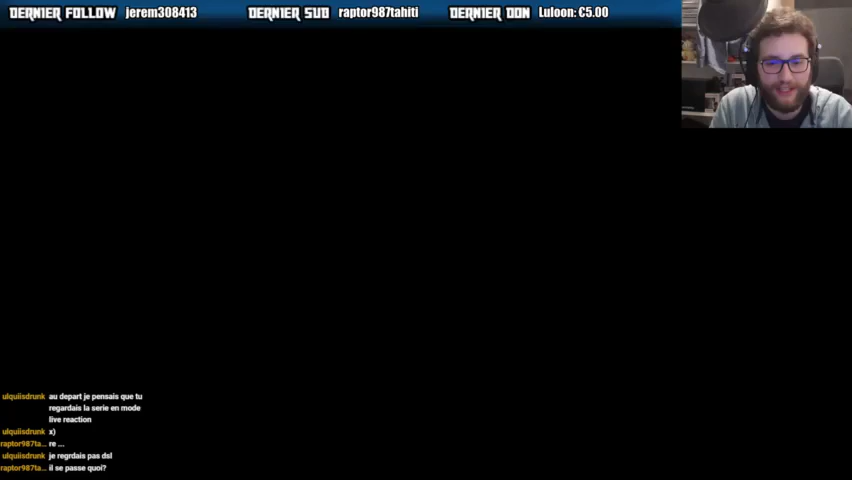 DERNIER FOLLOW jerem308413 DERNIER SUB raptor987tahiti DERNIER DON Luloon: €5.00
ulquiisdrunk au depart je pensais que tu
regardais la serie en mode
live reaction
ulquiisdrunk x)
raptor987ta... re ...
ulquiisdrunk je regrdais pas dsl
raptor987ta... il se passe quoi?